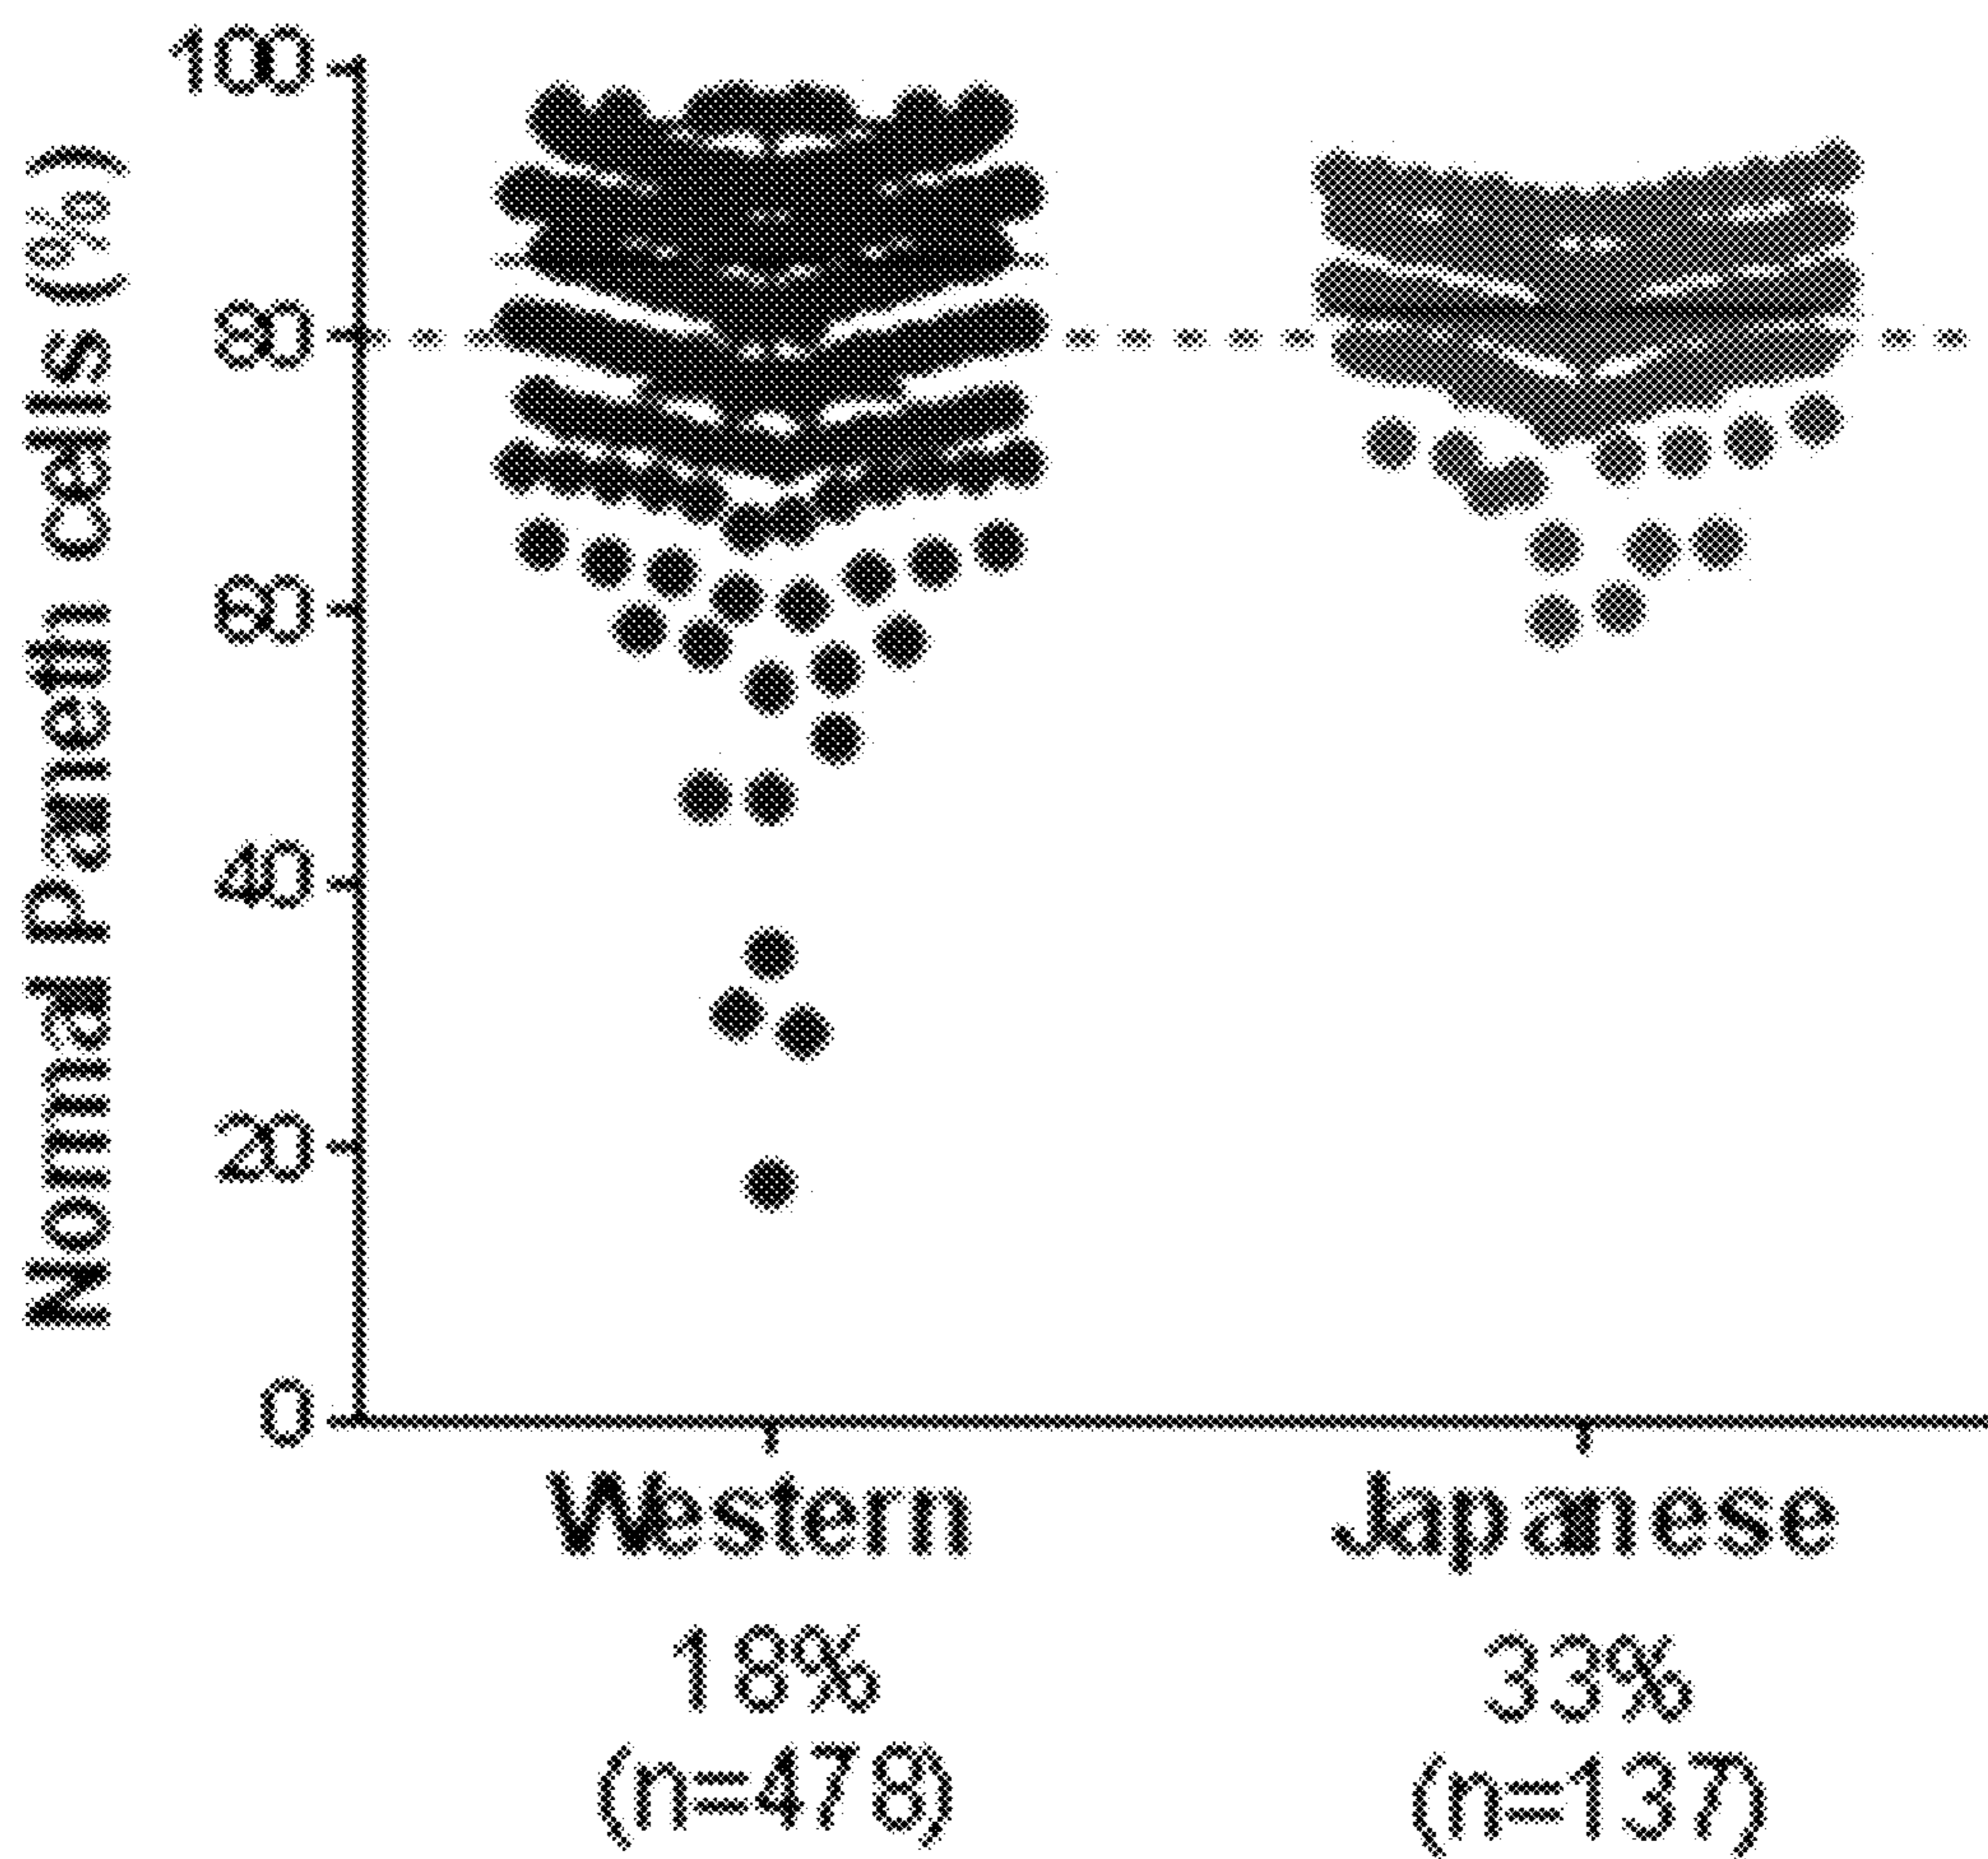 Normal Paneth cells (%)
100
80
60
40
20
0
Western
Japanese
18%
(n=478)
33%
(n=137)